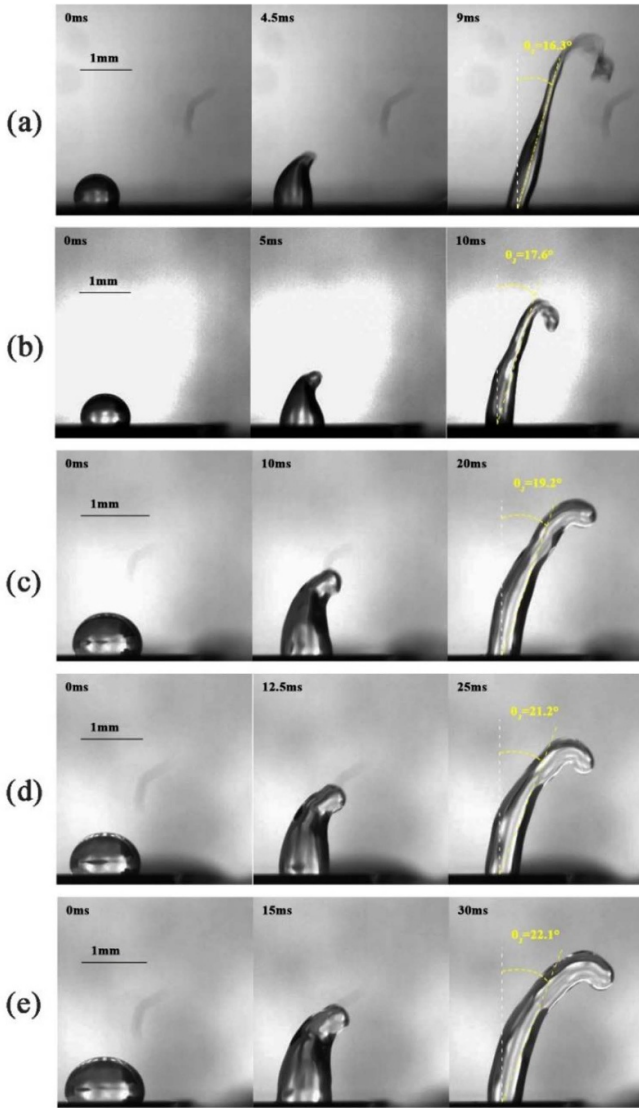 0ms 4.5ms 9ms
θⱼ=16.3°
1mm
(a)
0ms 5ms 10ms
θⱼ=17.6°
1mm
(b)
0ms 10ms 20ms
θⱼ=19.2°
1mm
(c)
0ms 12.5ms 25ms
θⱼ=21.2°
1mm
(d)
0ms 15ms 30ms
θⱼ=22.1°
1mm
(e)